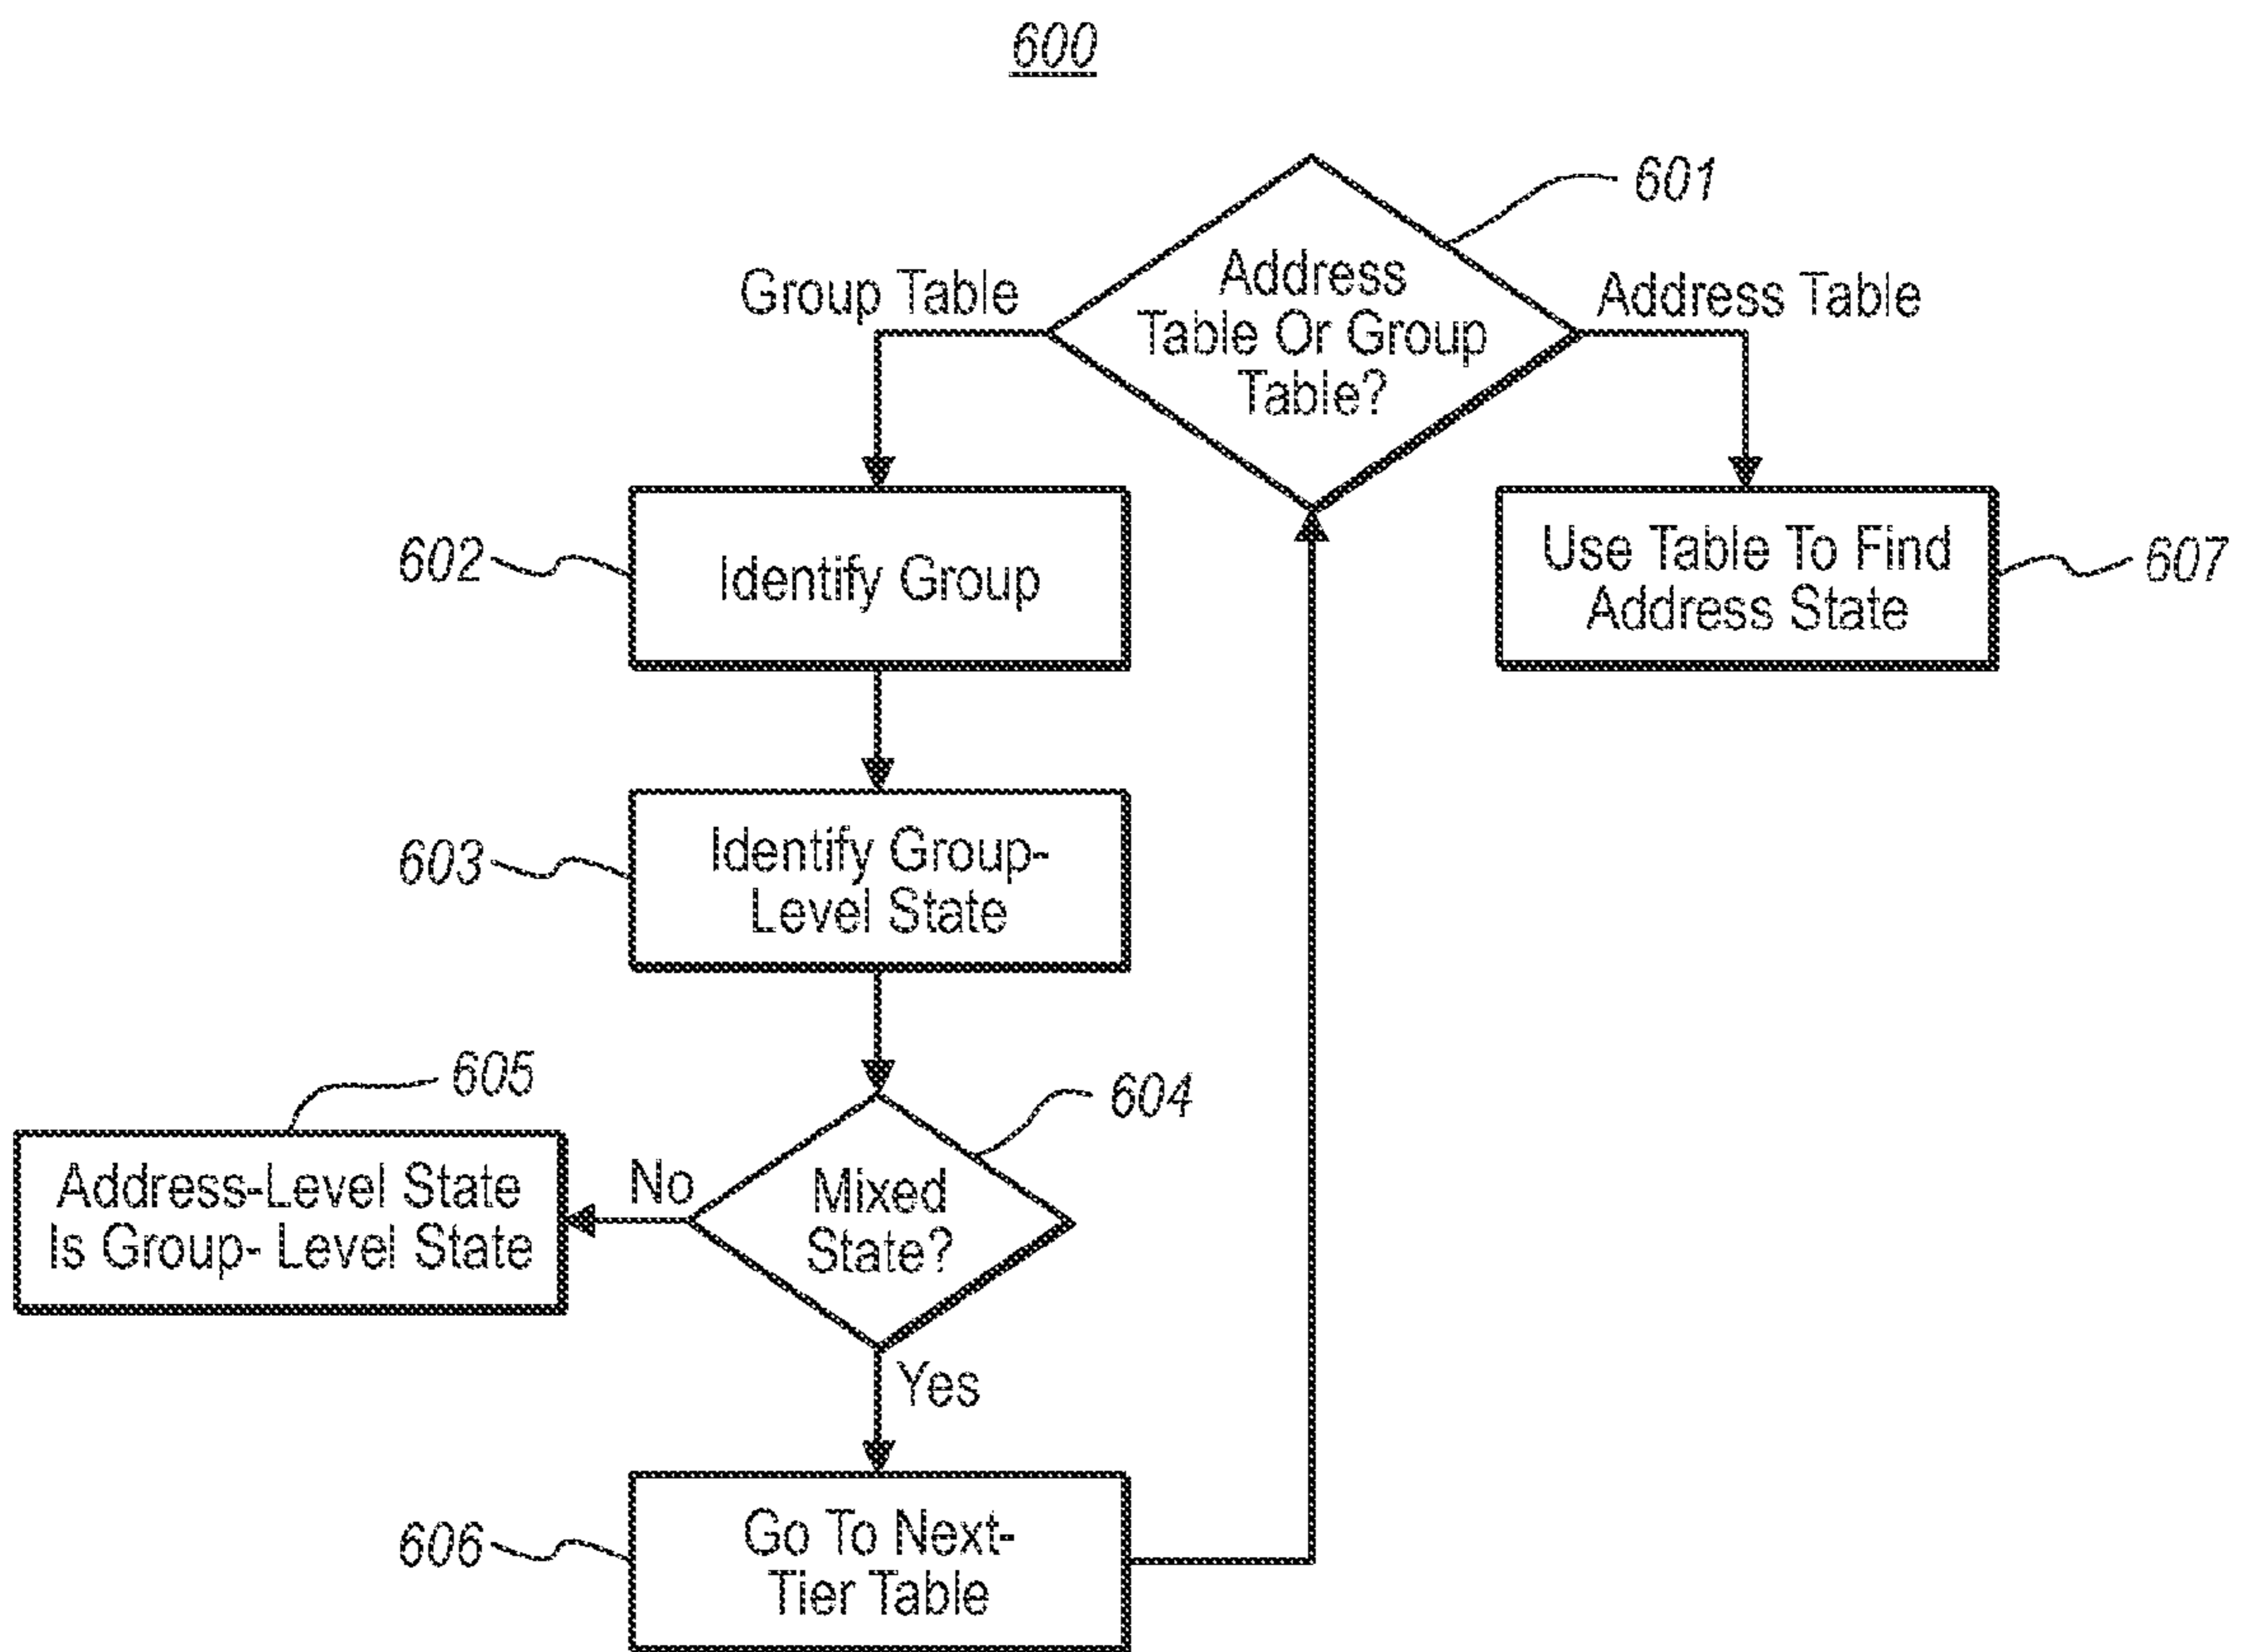 600
601
Address
Table Or Group
Table?
Group Table
Address Table
602
Identify Group
Use Table To Find
Address State
607
603
Identify Group-
Level State
605
604
Address-Level State
Is Group- Level State
No
Mixed
State?
Yes
606
Go To Next-
Tier Table